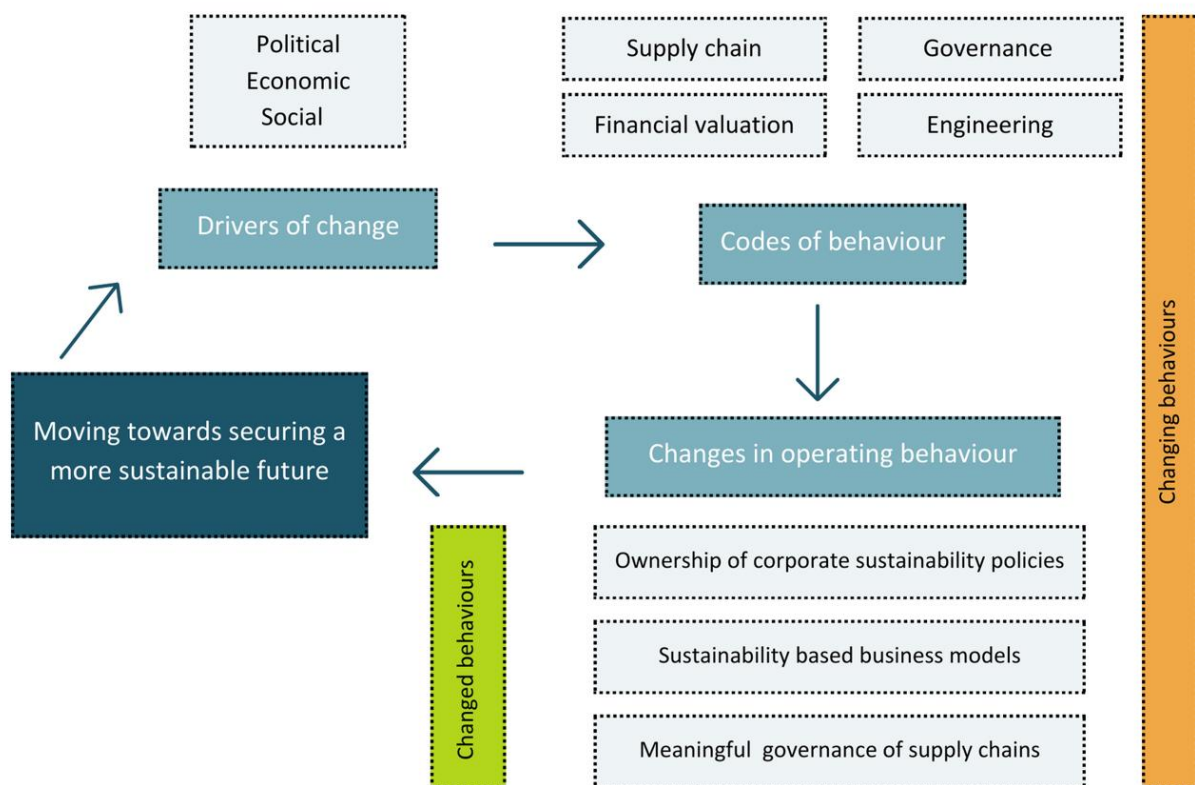 Political
Economic
Social
Supply chain
Governance
Financial valuation
Engineering
Drivers of change
Codes of behaviour
Moving towards securing a
more sustainable future
Changes in operating behaviour
Ownership of corporate sustainability policies
Sustainability based business models
Meaningful governance of supply chains
Changed behaviours
Changing behaviours